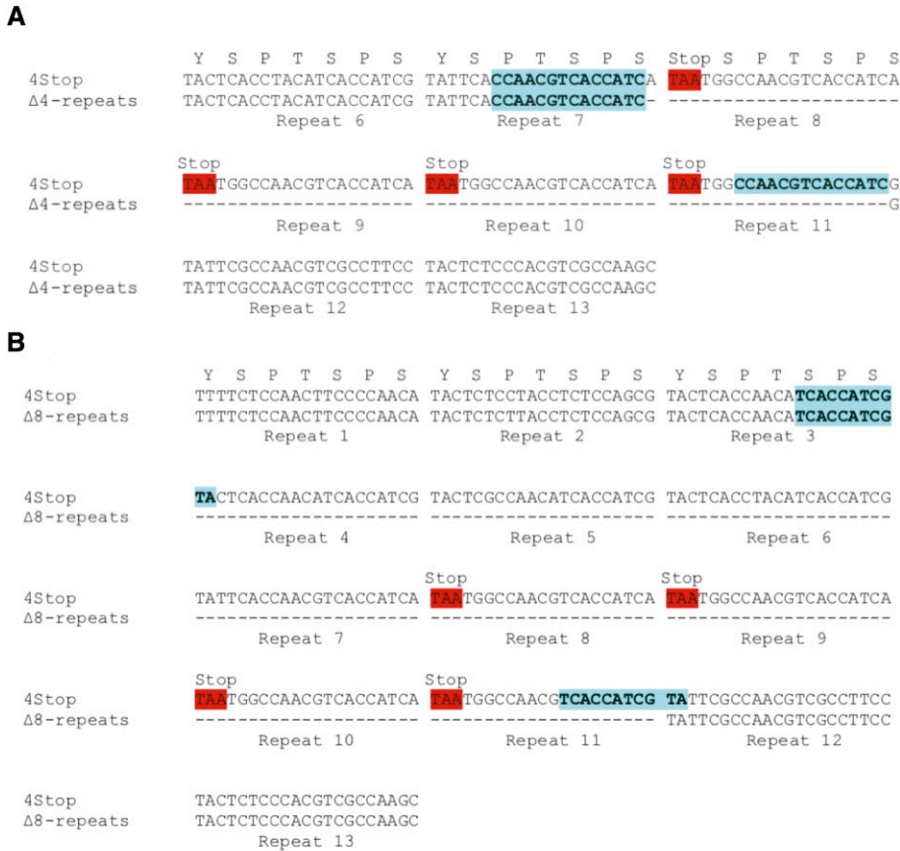 A
Y S P T S P S Y S P T S P S Stop S P T S P S
4Stop TACTCACCTACATCACCATCG TATTCACCAACGTCACCATCA TAATGGCCAACGTCACCATCA
Δ4-repeats TACTCACCTACATCACCATCG TATTCACCAACGTCACCATC- ---------------------
Repeat 6 Repeat 7 Repeat 8
Stop Stop Stop
4Stop TAATGGCCAACGTCACCATCA TAATGGCCAACGTCACCATCA TAATGGCCAACGTCACCATCG
Δ4-repeats --------------------- --------------------- --------------------G
Repeat 9 Repeat 10 Repeat 11
4Stop TATTCGCCAACGTCGCCTTCC TACTCTCCCACGTCGCCAAGC
Δ4-repeats TATTCGCCAACGTCGCCTTCC TACTCTCCCACGTCGCCAAGC
Repeat 12 Repeat 13
B
Y S P T S P S Y S P T S P S Y S P T S P S
4Stop TTTTCTCCAACTTCCCCAACA TACTCTCCTACCTCTCCAGCG TACTCACCAACATCACCATCG
Δ8-repeats TTTTCTCCAACTTCCCCAACA TACTCTCTTACCTCTCCAGCG TACTCACCAACATCACCATCG
Repeat 1 Repeat 2 Repeat 3
4Stop TACTCACCAACATCACCATCG TACTCGCCAACATCACCATCG TACTCACCTACATCACCATCG
Δ8-repeats --------------------- --------------------- ---------------------
Repeat 4 Repeat 5 Repeat 6
Stop Stop
4Stop TATTCACCAACGTCACCATCA TAATGGCCAACGTCACCATCA TAATGGCCAACGTCACCATCA
Δ8-repeats --------------------- --------------------- ---------------------
Repeat 7 Repeat 8 Repeat 9
Stop Stop
4Stop TAATGGCCAACGTCACCATCA TAATGGCCAACGTCACCATCG TATTCGCCAACGTCGCCTTCC
Δ8-repeats --------------------- --------------------- TATTCGCCAACGTCGCCTTCC
Repeat 10 Repeat 11 Repeat 12
4Stop TACTCTCCCACGTCGCCAAGC
Δ8-repeats TACTCTCCCACGTCGCCAAGC
Repeat 13